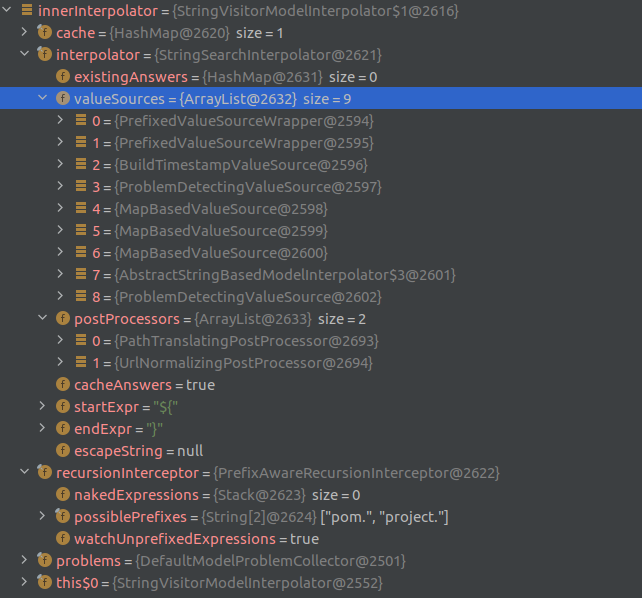 innerInterpolator = {StringVisitorModelInterpolator$1@2616}
f cache = {HashMap@2620} size = 1
f interpolator = {StringSearchInterpolator@2621}
f existingAnswers = {HashMap@2631} size = 0
f valueSources = {ArrayList@2632} size = 9
0 = {PrefixedValueSourceWrapper@2594}
1 = {PrefixedValueSourceWrapper@2595}
2 = {BuildTimestampValueSource@2596}
3 = {ProblemDetectingValueSource@2597}
4 = {MapBasedValueSource@2598}
5 = {MapBasedValueSource@2599}
6 = {MapBasedValueSource@2600}
7 = {AbstractStringBasedModelInterpolator$3@2601}
8 = {ProblemDetectingValueSource@2602}
f postProcessors = {ArrayList@2633} size = 2
0 = {PathTranslatingPostProcessor@2693}
1 = {UrlNormalizingPostProcessor@2694}
f cacheAnswers = true
f startExpr = "${"
f endExpr = "}"
f escapeString = null
f recursionInterceptor = {PrefixAwareRecursionInterceptor@2622}
f nakedExpressions = {Stack@2623} size = 0
f possiblePrefixes = {String[2]@2624} ["pom.", "project."]
f watchUnprefixedExpressions = true
f problems = {DefaultModelProblemCollector@2501}
f this$0 = {StringVisitorModelInterpolator@2552}